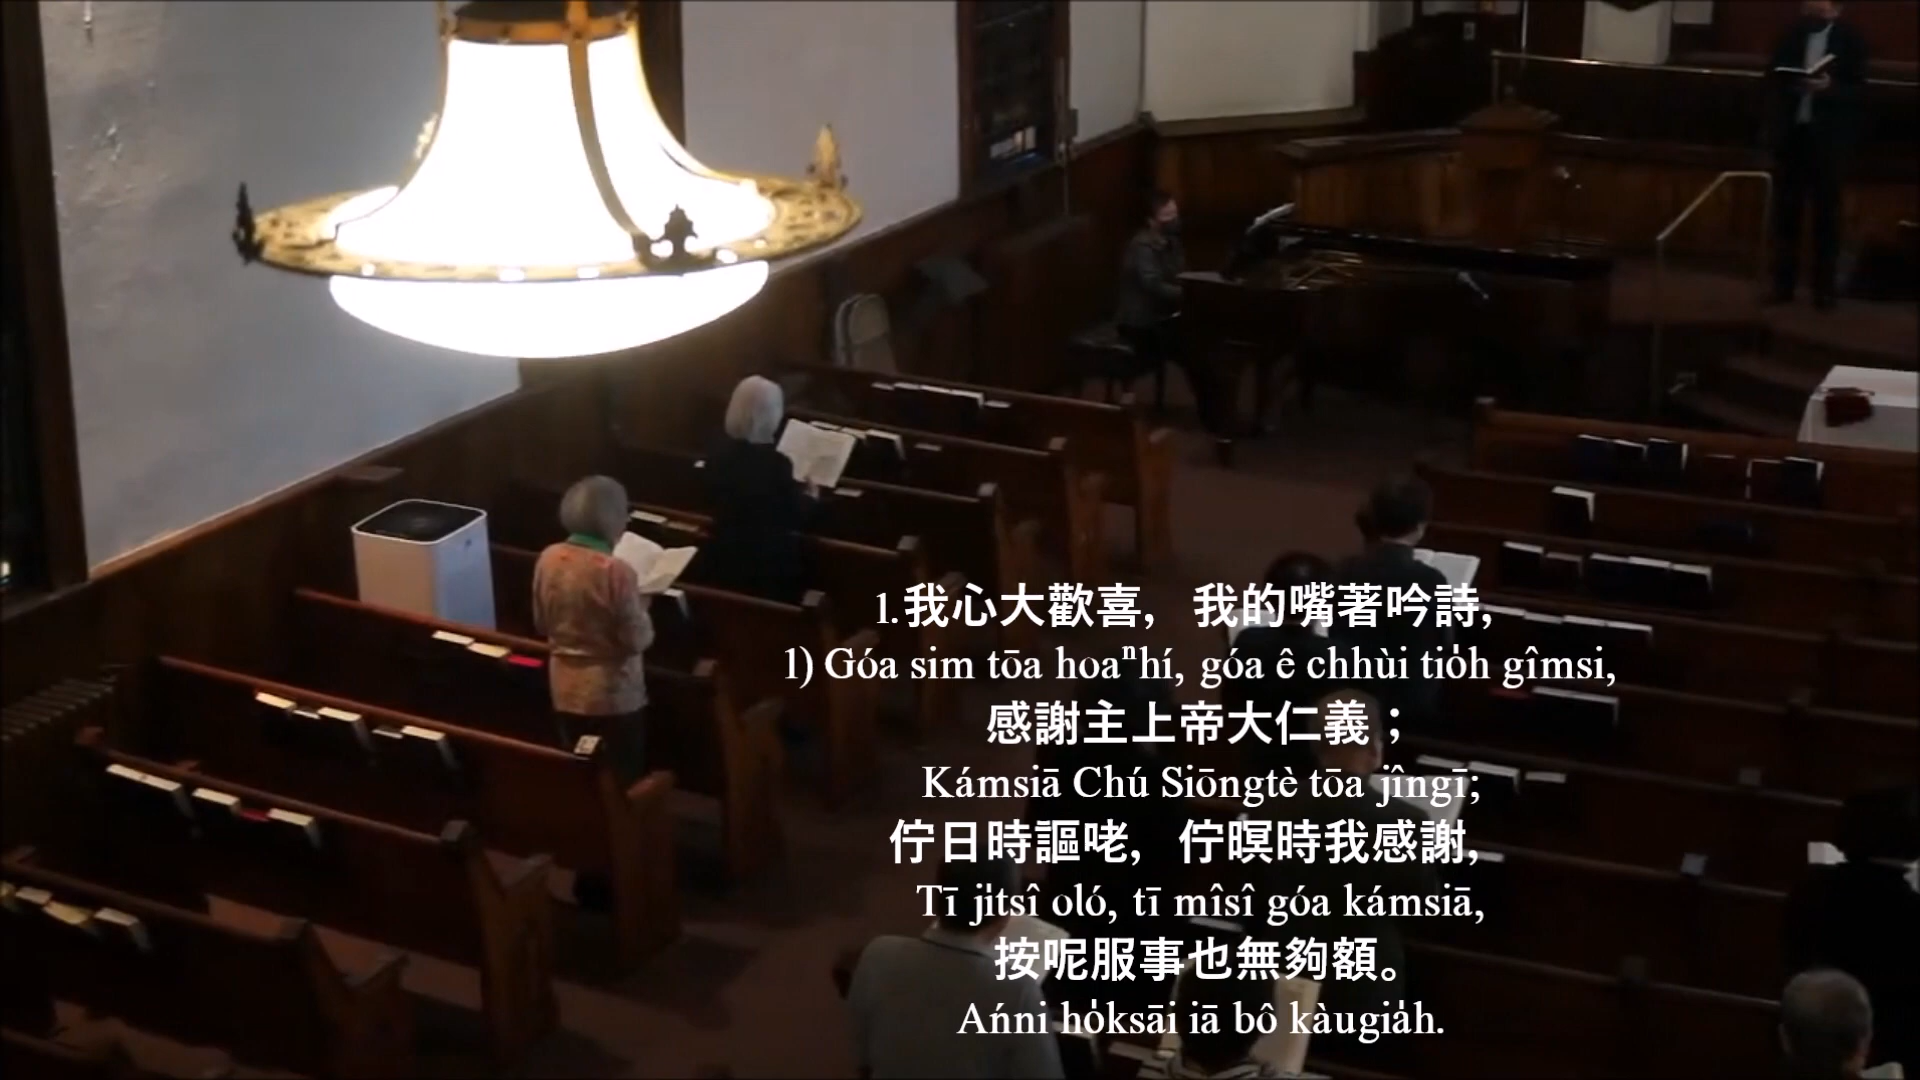 1.我心大歡喜，我的嘴著吟詩,
1) Góa sim tōa hoaⁿhí, góa ê chhùi tio̍h gîmsi,
感謝主上帝大仁義；
Kámsiā Chú Siōngtè tōa jîngī;
佇日時謳咾，佇暝時我感謝,
Tī ji̍tsî oló, tī mîsî góa kámsiā,
按呢服事也無夠額。
Ańni ho̍ksāi iā bô kàugia̍h.